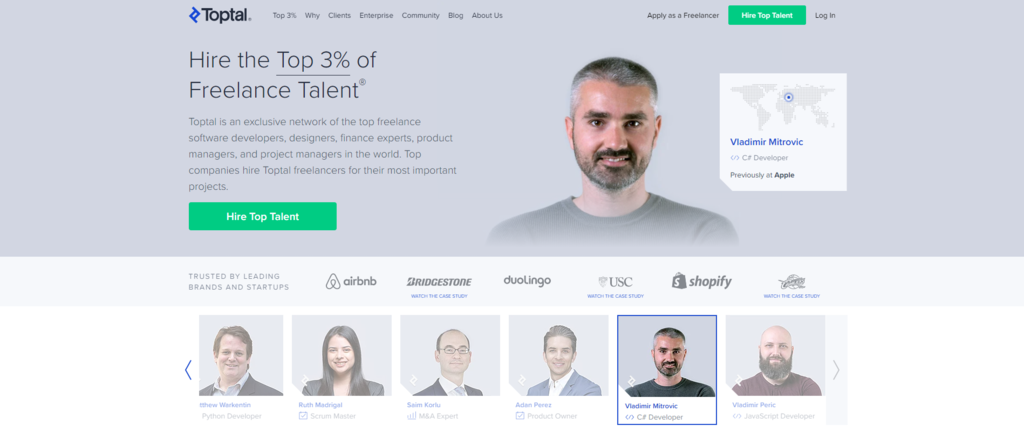 Toptal
Top 3% Why Clients Enterprise Community Blog About Us
Apply as a Freelancer Hire Top Talent Log In
Hire the Top 3% of
Freelance Talent®
Toptal is an exclusive network of the top freelance
software developers, designers, finance experts, product
managers, and project managers in the world. Top
companies hire Toptal freelancers for their most important
projects.
Hire Top Talent
Vladimir Mitrovic
C# Developer
Previously at Apple
TRUSTED BY LEADING
BRANDS AND STARTUPS
airbnb
BRIDGESTONE
WATCH THE CASE STUDY
duolingo
USC
WATCH THE CASE STUDY
shopify
WATCH THE CASE STUDY
tthew Warkentin
Python Developer
Ruth Madrigal
Scrum Master
M&A Expert
Adan Perez
Product Owner
Vladimir Mitrovic
C# Developer
Vladimir Peric
JavaScript Developer